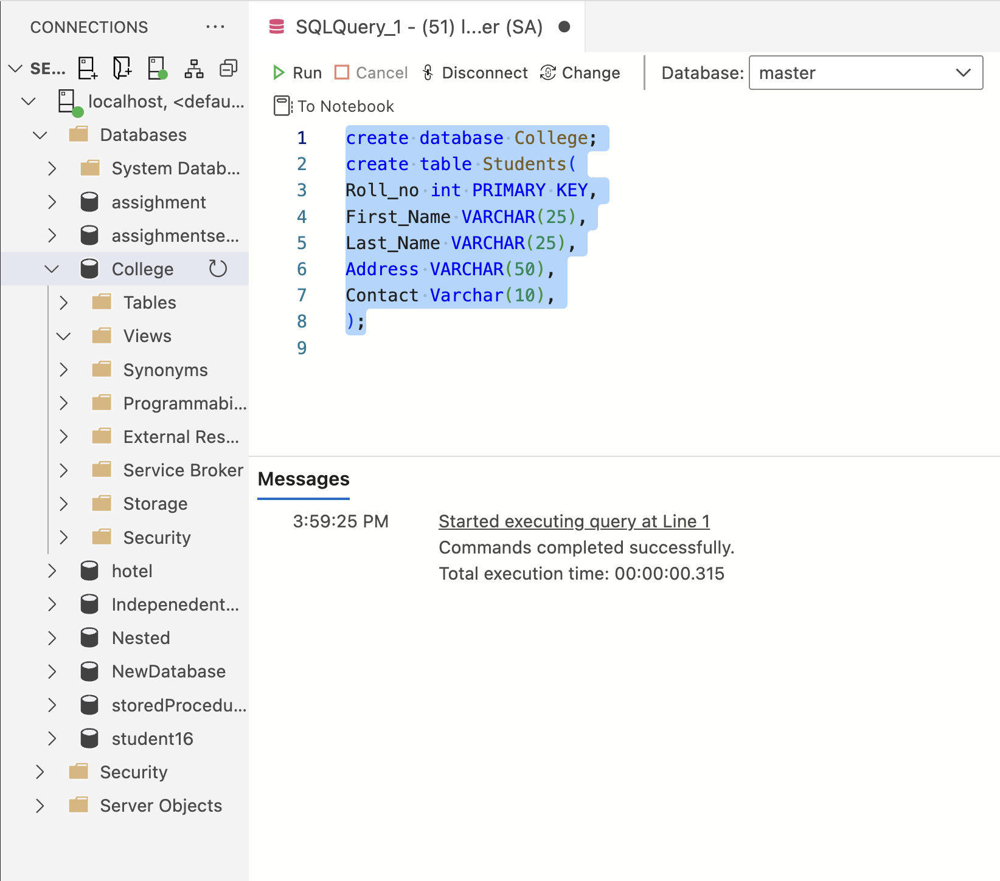 CONNECTIONS ...
SE...
localhost, <defau...
Databases
System Datab...
assighment
assighmentse...
College
Tables
Views
Synonyms
Programmabi...
External Res...
Service Broker
Storage
Security
hotel
Indepenedent...
Nested
NewDatabase
storedProcedu...
student16
Security
Server Objects
SQLQuery_1 - (51) l...er (SA)
Run Cancel Disconnect Change Database: master
To Notebook
1 create database College;
2 create table Students(
3 Roll_no int PRIMARY KEY,
4 First_Name VARCHAR(25),
5 Last_Name VARCHAR(25),
6 Address VARCHAR(50),
7 Contact Varchar(10),
8 );
9
Messages
3:59:25 PM Started executing query at Line 1
Commands completed successfully.
Total execution time: 00:00:00.315